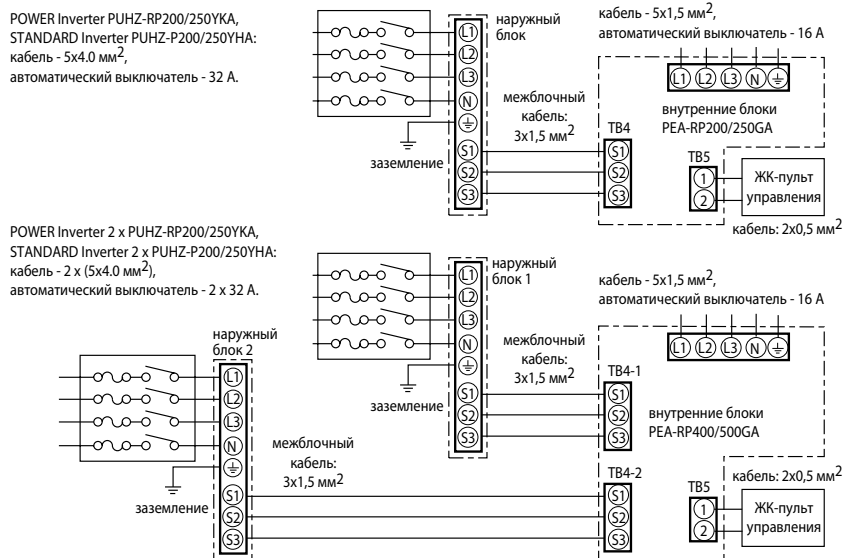 POWER Inverter PUHZ-RP200/250YKA,
STANDARD Inverter PUHZ-P200/250YHA:
кабель - 5x4.0 мм2,
автоматический выключатель - 32 А.
L1
L2
L3
N
S1
S2
S3
наружный
блок
заземление
межблочный
кабель:
3x1,5 мм2
TB4
S1
S2
S3
кабель - 5x1,5 мм2,
автоматический выключатель - 16 А
L1 L2 L3 N
внутренние блоки
PEA-RP200/250GA
TB5
1
2
ЖК-пульт
управления
кабель: 2x0,5 мм2
POWER Inverter 2 x PUHZ-RP200/250YKA,
STANDARD Inverter 2 x PUHZ-P200/250YHA:
кабель - 2 x (5x4.0 мм2),
автоматический выключатель - 2 x 32 А.
наружный
блок 2
L1
L2
L3
N
S1
S2
S3
заземление
межблочный
кабель:
3x1,5 мм2
наружный
блок 1
L1
L2
L3
N
S1
S2
S3
заземление
межблочный
кабель:
3x1,5 мм2
TB4-1
S1
S2
S3
TB4-2
S1
S2
S3
кабель - 5x1,5 мм2,
автоматический выключатель - 16 А
L1 L2 L3 N
внутренние блоки
PEA-RP400/500GA
кабель: 2x0,5 мм2
TB5
1
2
ЖК-пульт
управления